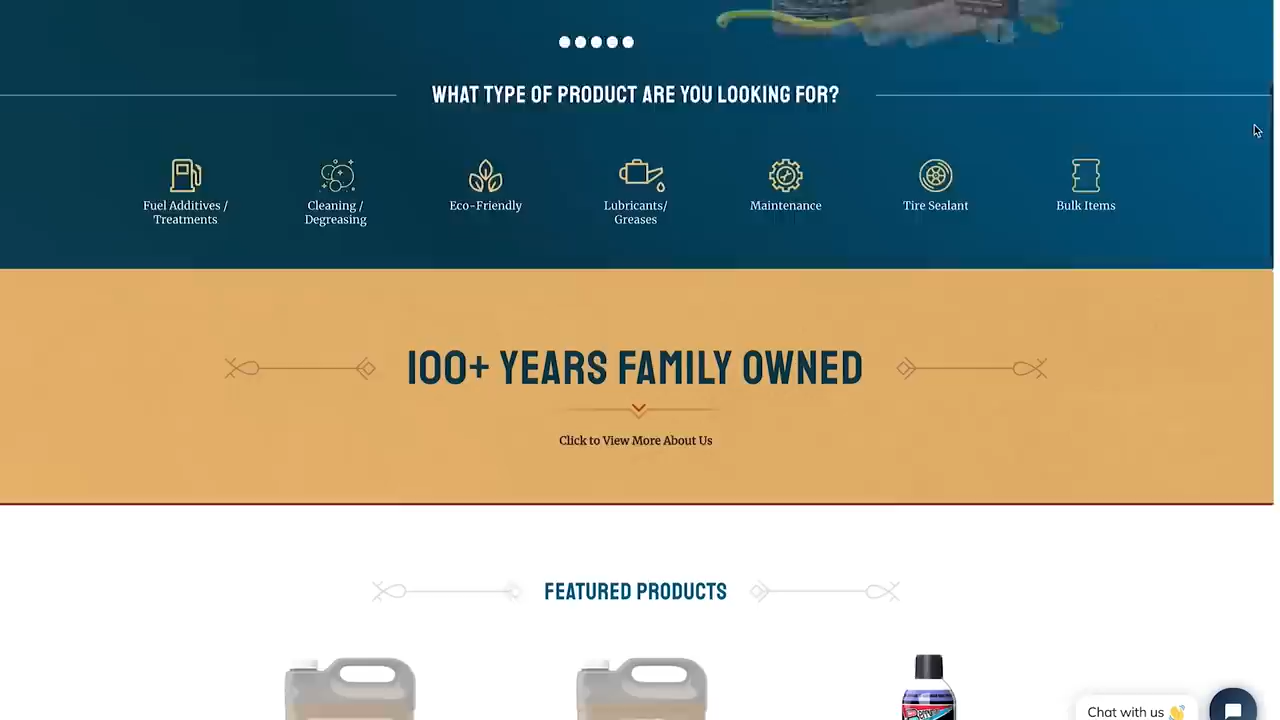 WHAT TYPE OF PRODUCT ARE YOU LOOKING FOR?
Fuel Additives /
Treatments
Cleaning /
Degreasing
Eco-Friendly
Lubricants/
Greases
Maintenance
Tire Sealant
Bulk Items
100+ YEARS FAMILY OWNED
Click to View More About Us
FEATURED PRODUCTS
Chat with us 👋